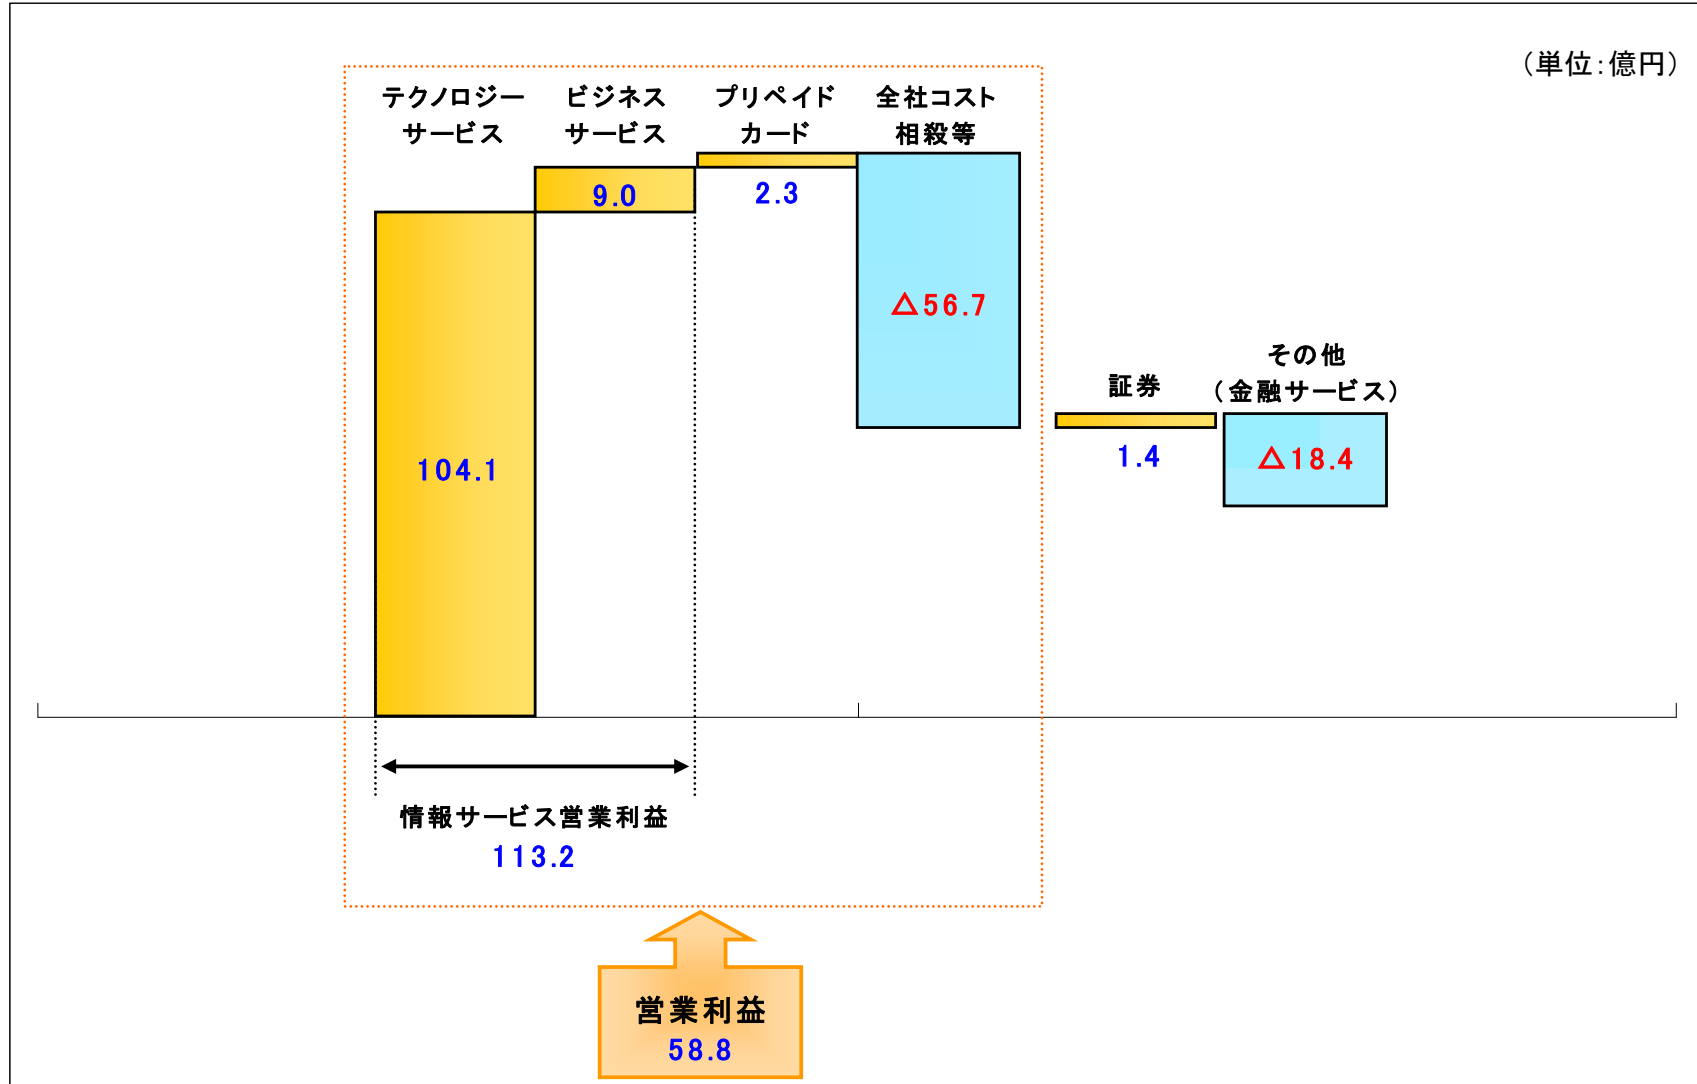 （単位：億円）
テクノロジー
サービス
ビジネス
サービス
プリペイド
カード
全社コスト
相殺等
9.0
2.3
△56.7
104.1
証券
1.4
その他
（金融サービス）
△18.4
情報サービス営業利益
113.2
営業利益
58.8